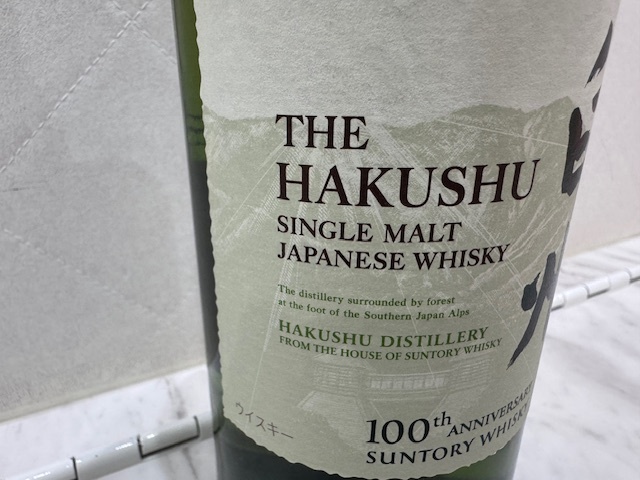 THE
HAKUSHU
SINGLE MALT
JAPANESE WHISKY
The distillery surrounded by forest
at the foot of the Southern Japan Alps
HAKUSHU DISTILLERY
FROM THE HOUSE OF SUNTORY WHISKY
ウイスキー
100th ANNIVERSARY
SUNTORY WHISKY